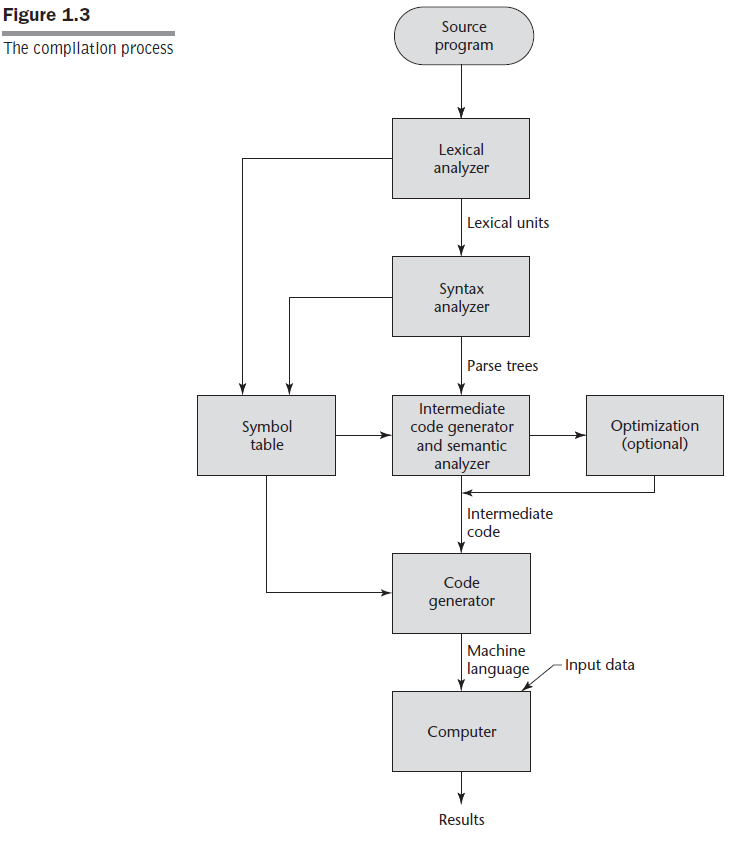 Figure 1.3
The compilation process
Source
program
Lexical
analyzer
Lexical units
Syntax
analyzer
Parse trees
Symbol
table
Intermediate
code generator
and semantic
analyzer
Optimization
(optional)
Intermediate
code
Code
generator
Machine
language
Input data
Computer
Results